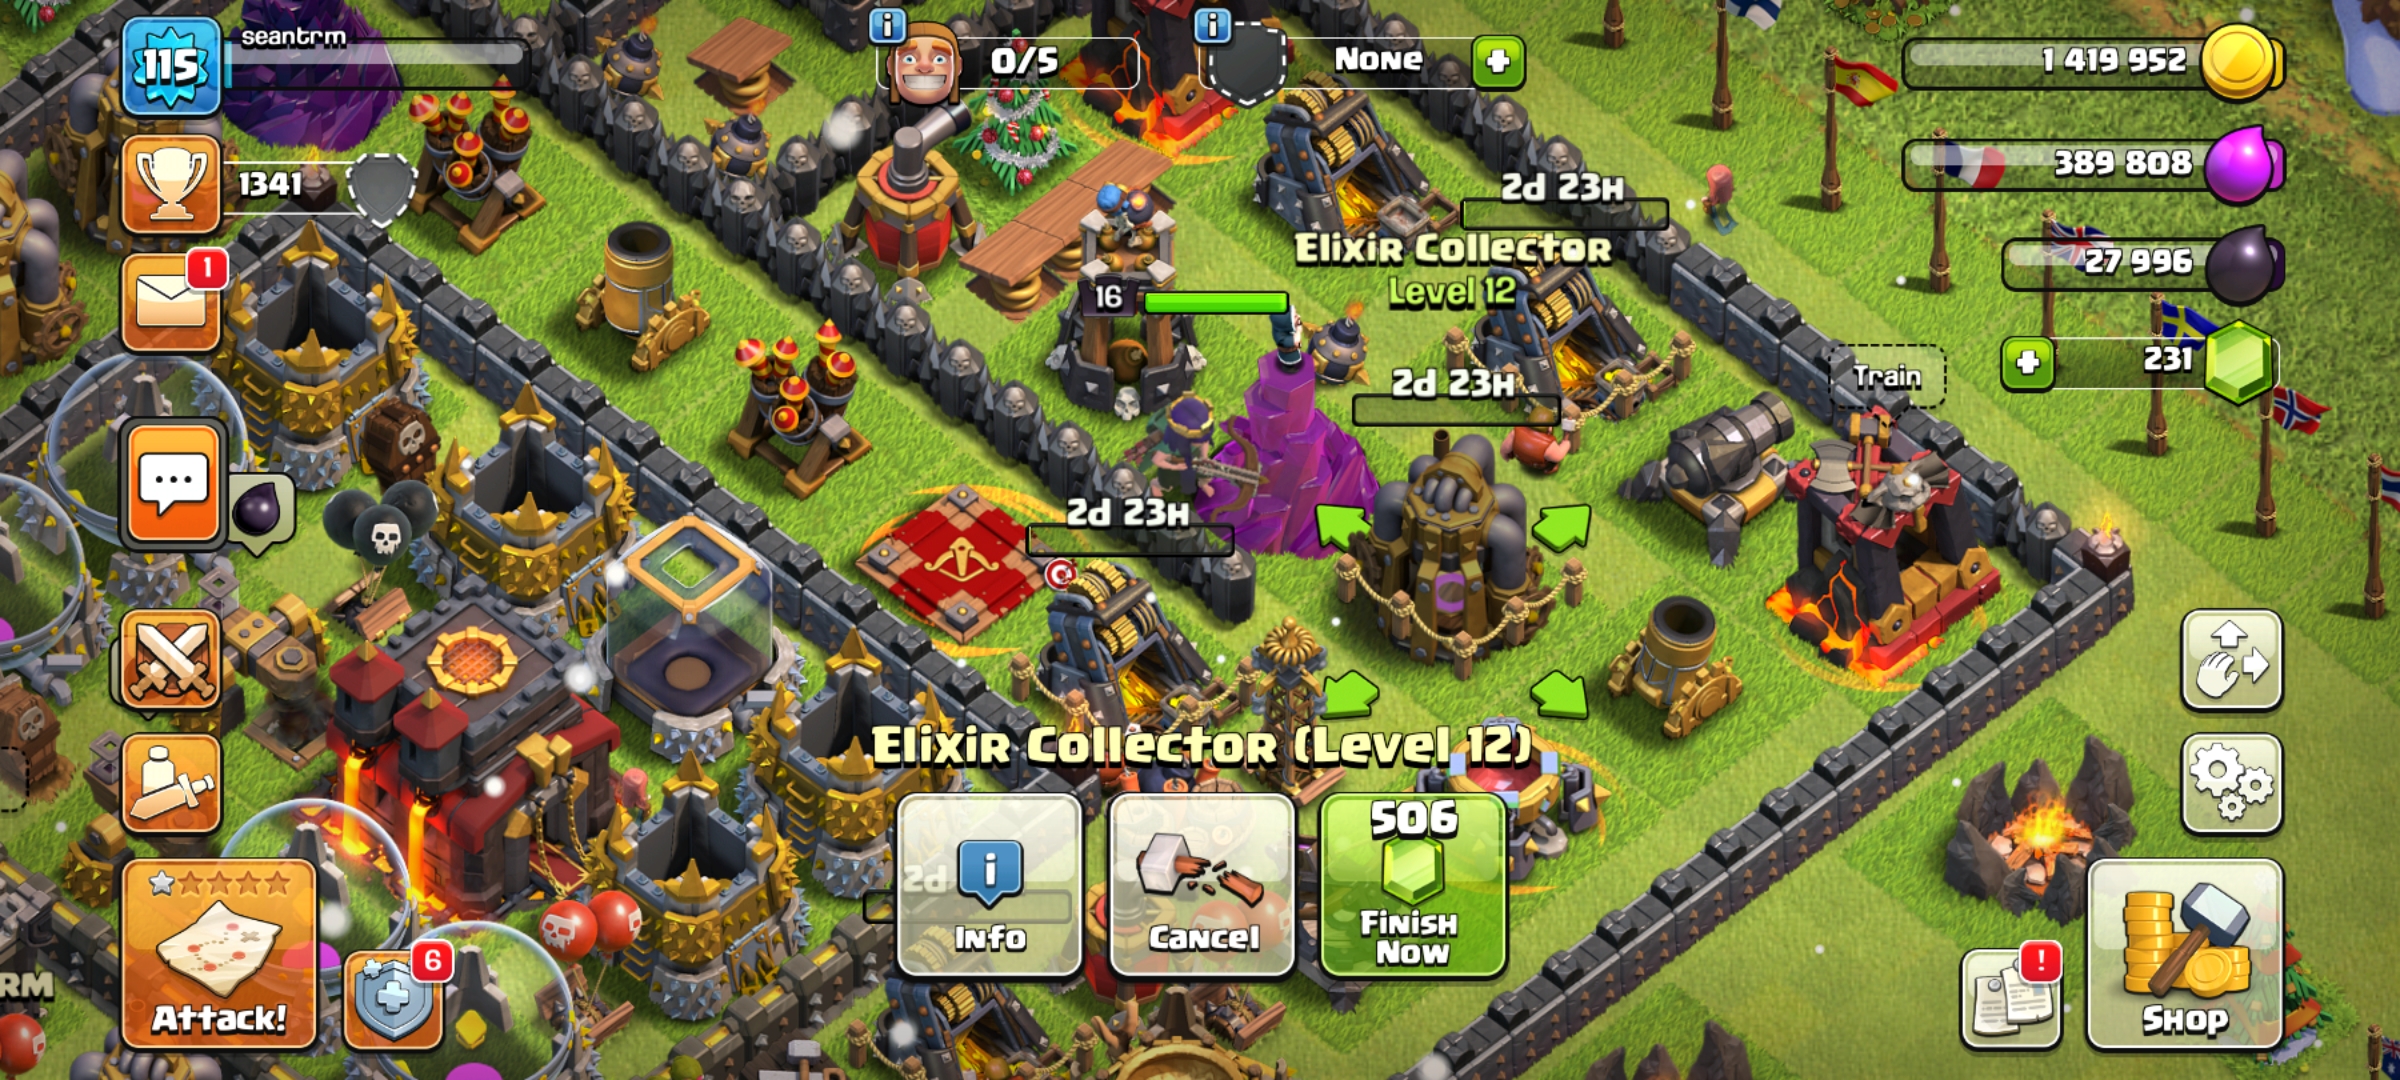 115
seantrm
0/5
None
1 419 952
1341
2d 23h
389 808
Elixir Collector
Level 12
27 996
1
16
231
2d 23h
Train
2d 23h
Elixir Collector (Level 12)
506
2d
Info
Cancel
Finish
Now
6
!
RM
Attack!
Shop